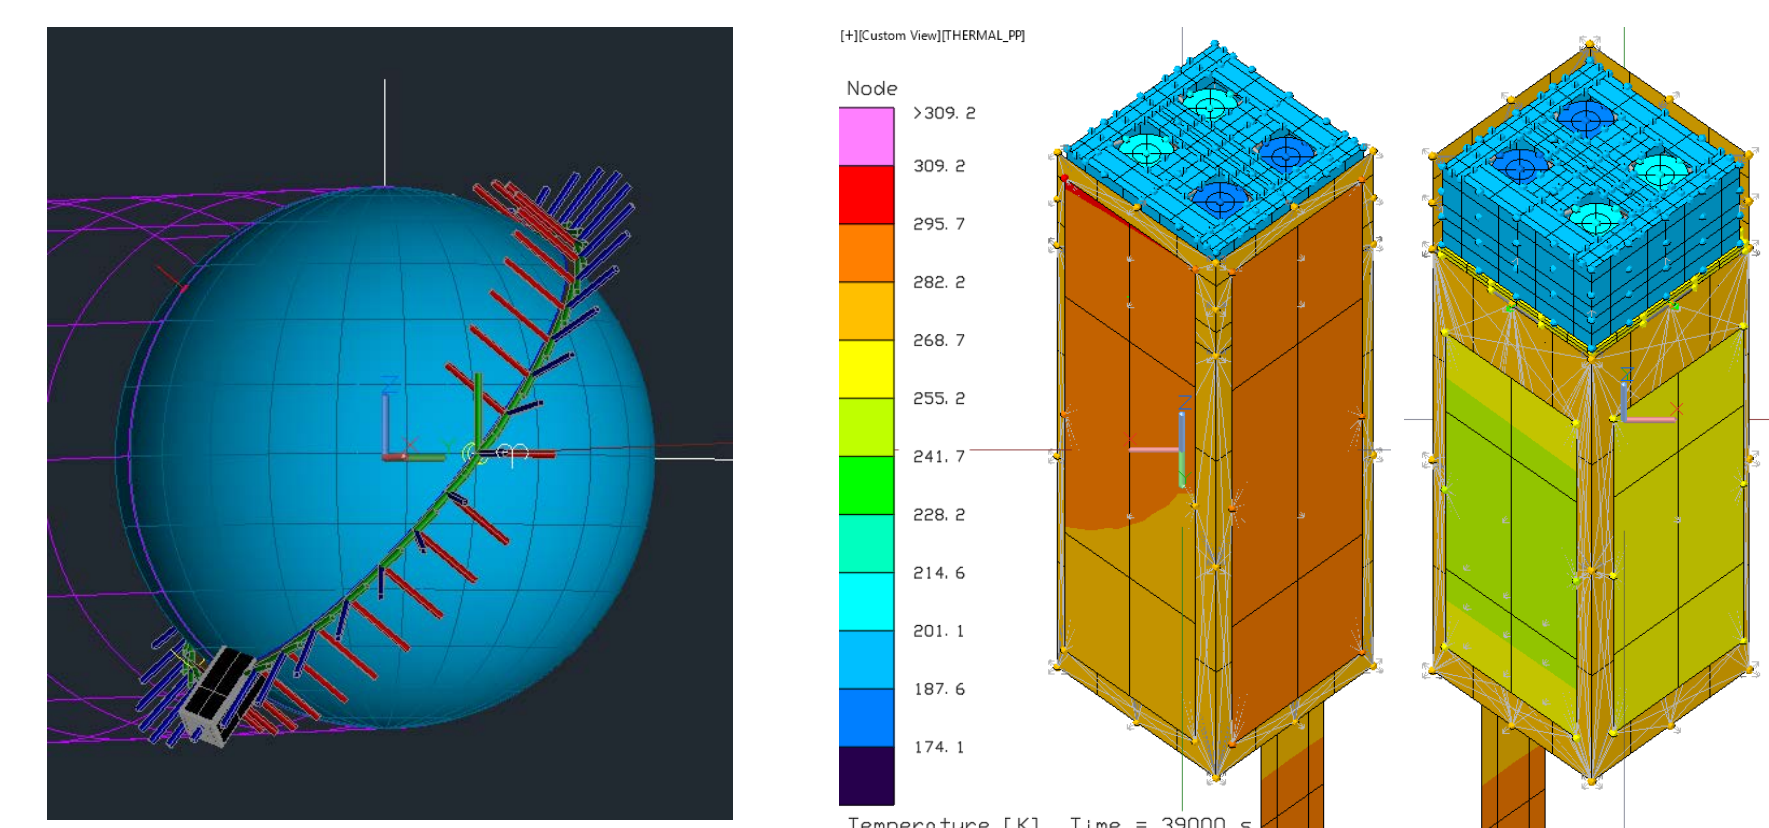 Z
X
Y
[+][Custom View][THERMAL_PP]
Node
>309. 2
309. 2
295. 7
282. 2
268. 7
255. 2
241. 7
228. 2
214. 6
201. 1
187. 6
174. 1
Temperature [K], Time = 39000 s
Z
X
Z
X